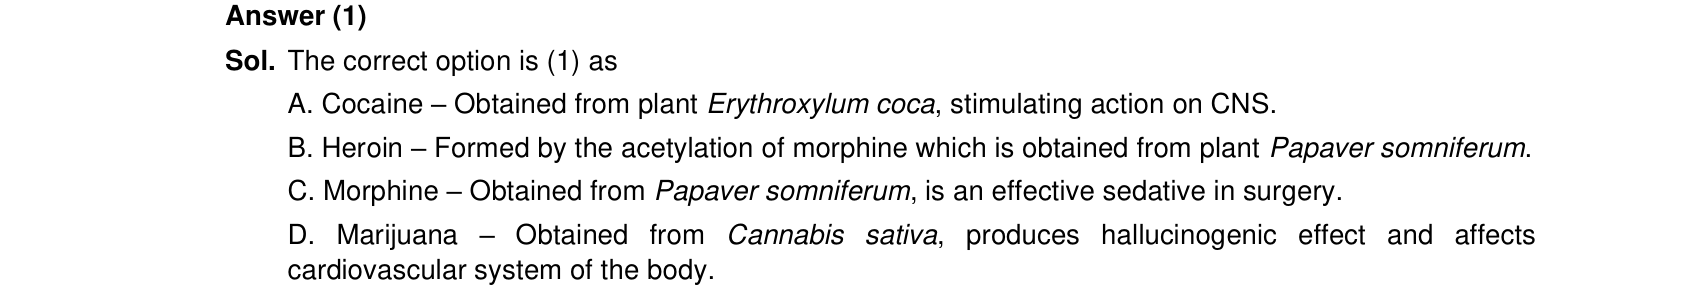 Answer (1)
Sol. The correct option is (1) as
A. Cocaine – Obtained from plant Erythroxylum coca, stimulating action on CNS.
B. Heroin – Formed by the acetylation of morphine which is obtained from plant Papaver somniferum.
C. Morphine – Obtained from Papaver somniferum, is an effective sedative in surgery.
D. Marijuana – Obtained from Cannabis sativa, produces hallucinogenic effect and affects
cardiovascular system of the body.